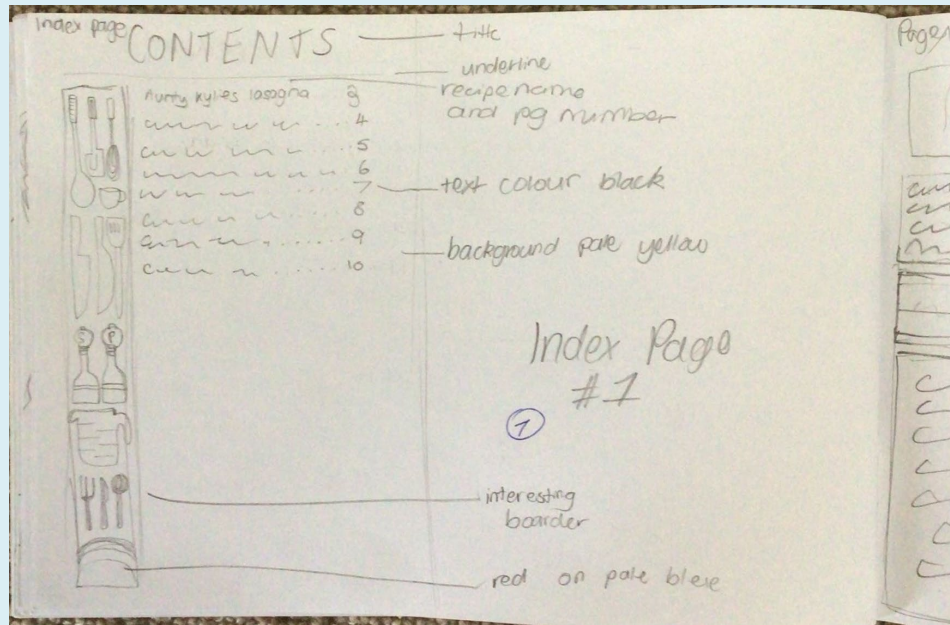 Index page
CONTENTS
title
underline
recipe name
and pg number
nurty kylies lasagna 3
4
5
6
7
8
9
10
text colour black
background pale yellow
Index Page
#1
1
S P
interesting
boarder
red on pale blue
Page